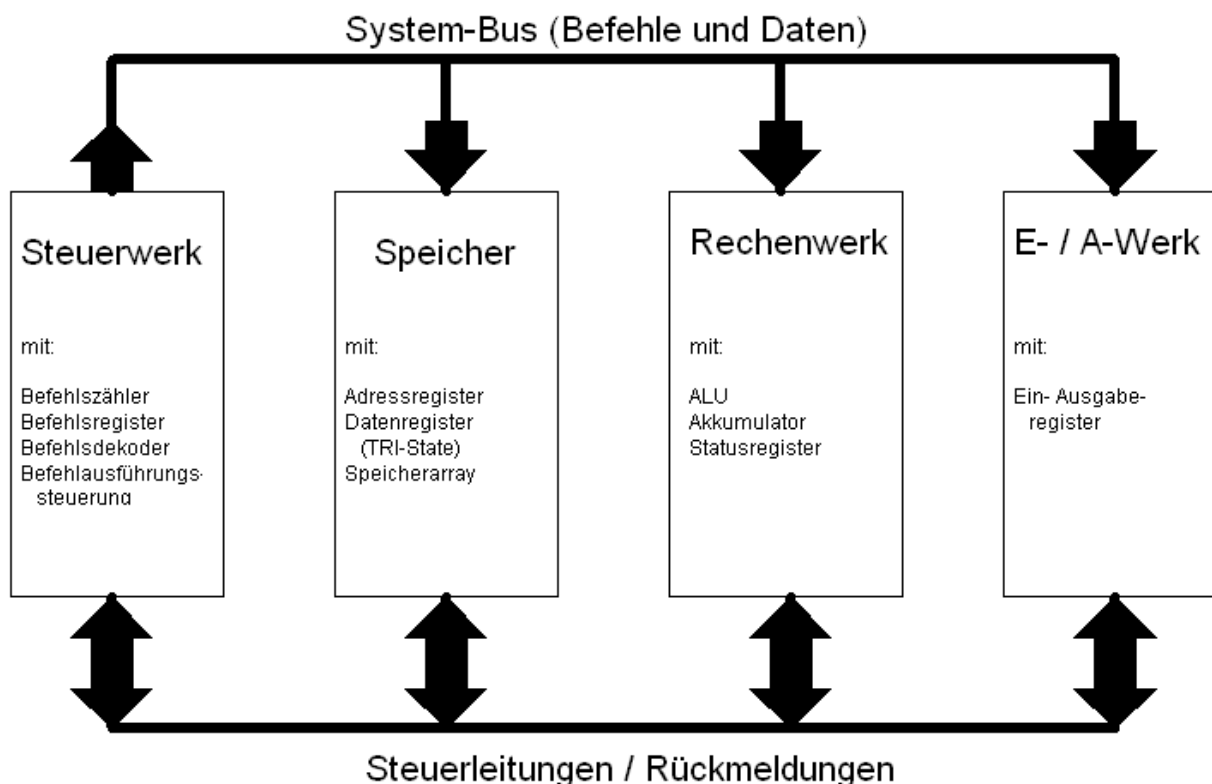 System-Bus (Befehle und Daten)
Steuerwerk
mit:
Befehlszähler
Befehlsregister
Befehlsdekoder
Befehlausführungs-
steuerung
Speicher
mit:
Adressregister
Datenregister
(TRI-State)
Speicherarray
Rechenwerk
mit:
ALU
Akkumulator
Statusregister
E- / A-Werk
mit:
Ein- Ausgabe-
register
Steuerleitungen / Rückmeldungen